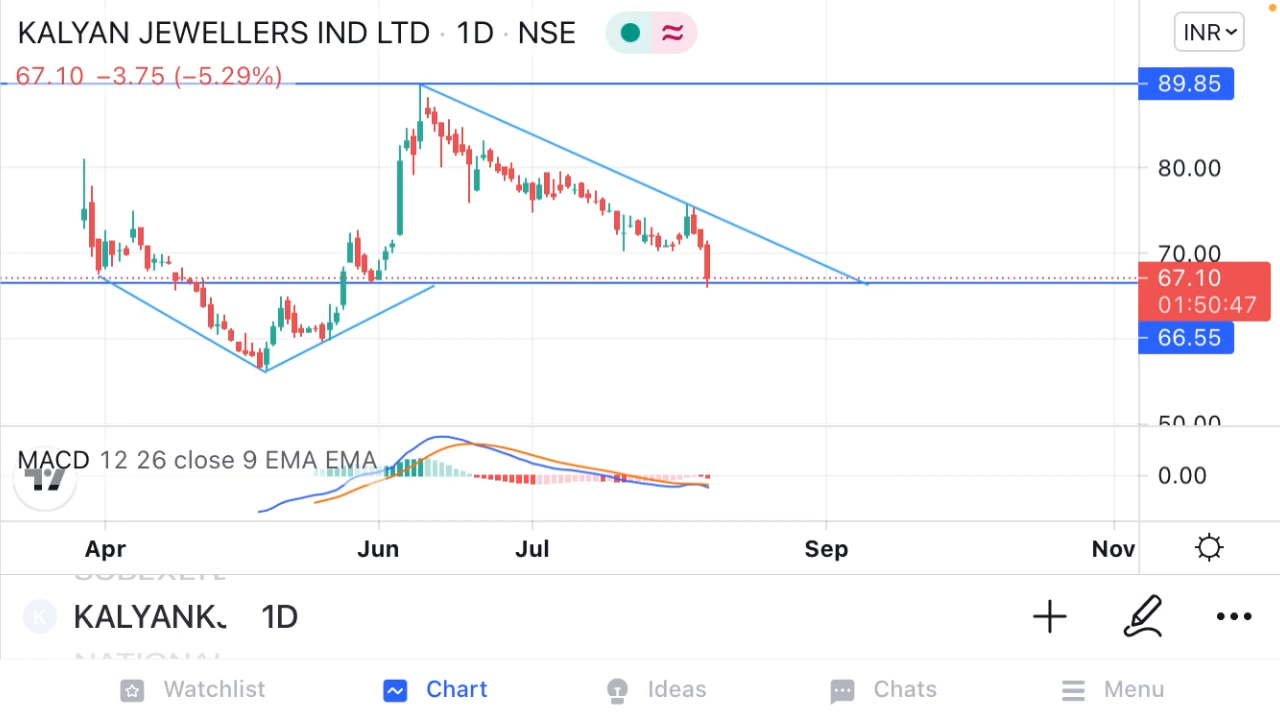 KALYAN JEWELLERS IND LTD · 1D · NSE
INR
67.10 −3.75 (−5.29%)
89.85
80.00
70.00
67.10
01:50:47
66.55
50.00
MACD 12 26 close 9 EMA EMA
0.00
Apr Jun Jul Sep Nov
K KALYANKJ 1D
Watchlist Chart Ideas Chats Menu